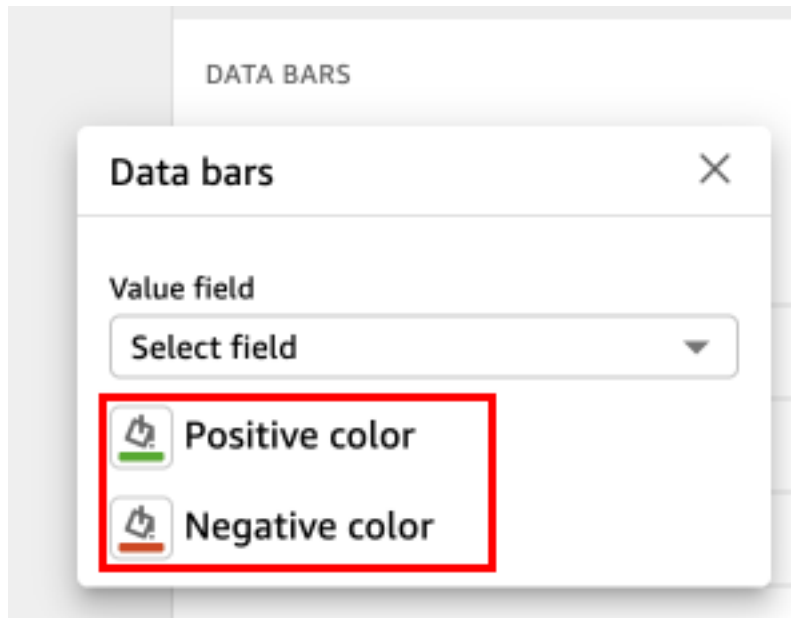 DATA BARS
Data bars
Value field
Select field
Positive color
Negative color